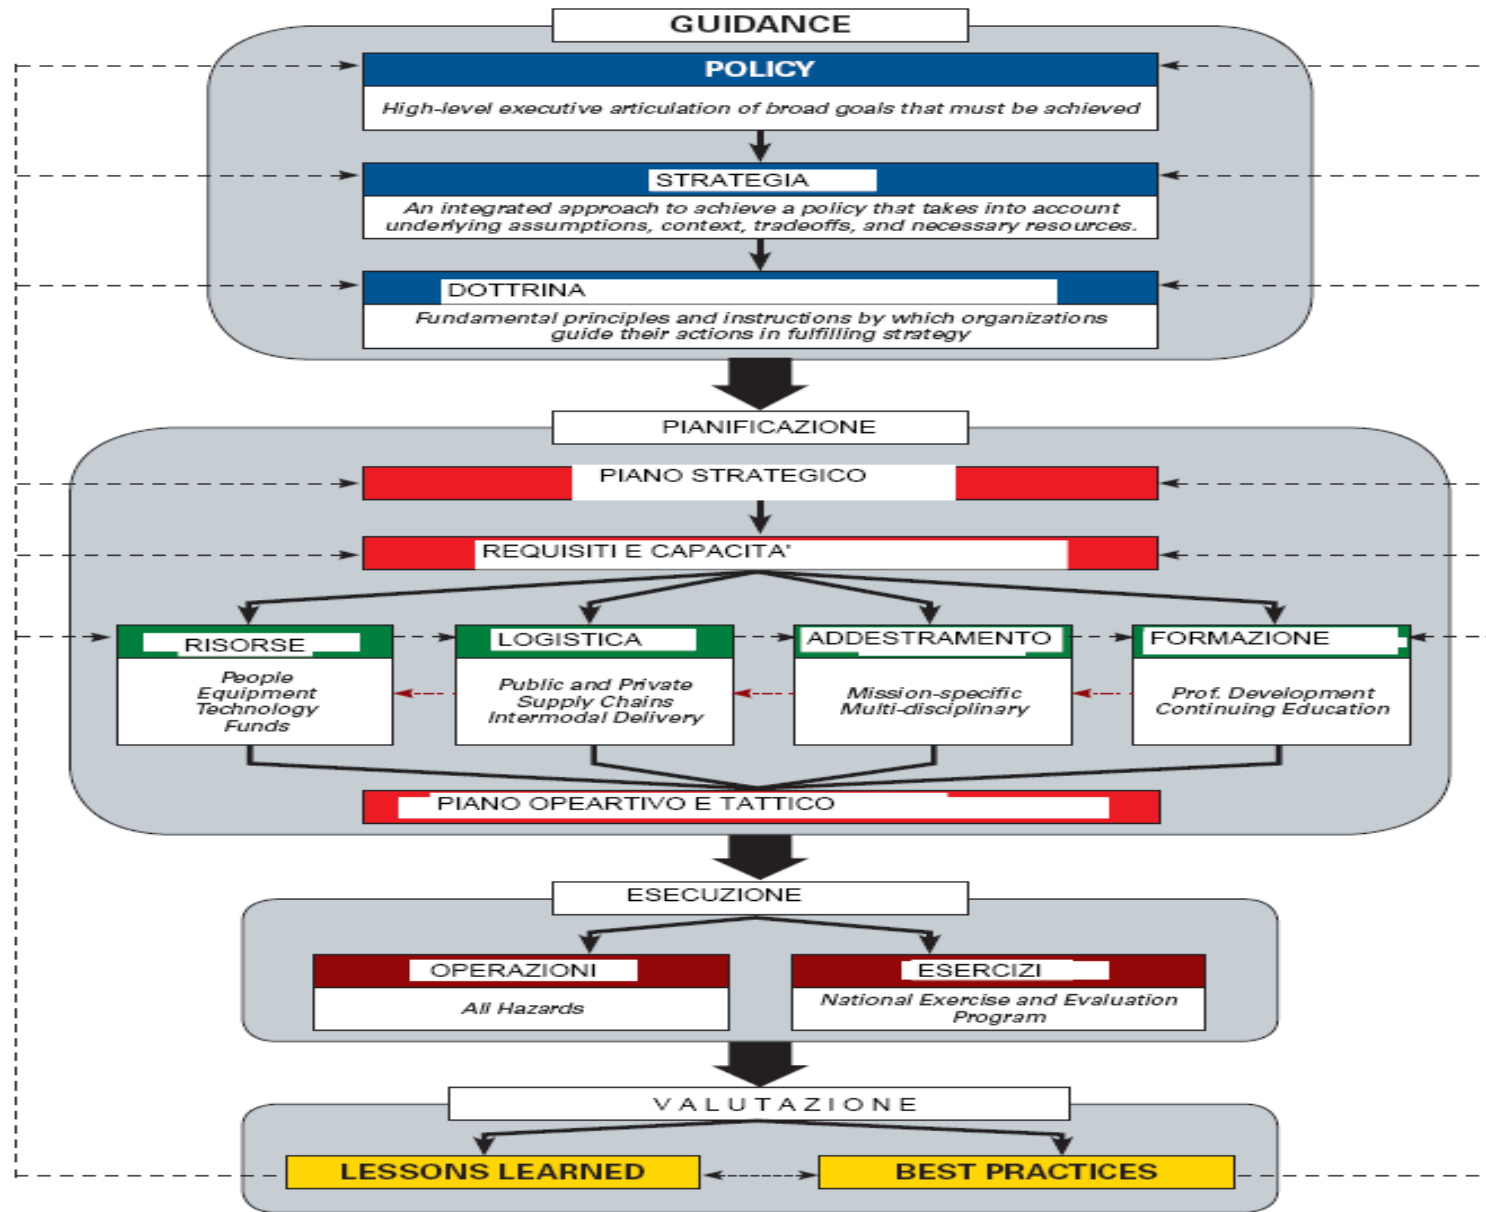 GUIDANCE
POLICY
High-level executive articulation of broad goals that must be achieved
STRATEGIA
An integrated approach to achieve a policy that takes into account
underlying assumptions, context, tradeoffs, and necessary resources.
DOTTRINA
Fundamental principles and instructions by which organizations
guide their actions in fulfilling strategy
PIANIFICAZIONE
PIANO STRATEGICO
REQUISITI E CAPACITA'
RISORSE
People
Equipment
Technology
Funds
LOGISTICA
Public and Private
Supply Chains
Intermodal Delivery
ADDESTRAMENTO
Mission-specific
Multi-disciplinary
FORMAZIONE
Prof. Development
Continuing Education
PIANO OPEARTIVO E TATTICO
ESECUZIONE
OPERAZIONI
All Hazards
ESERCIZI
National Exercise and Evaluation
Program
VALUTAZIONE
LESSONS LEARNED
BEST PRACTICES